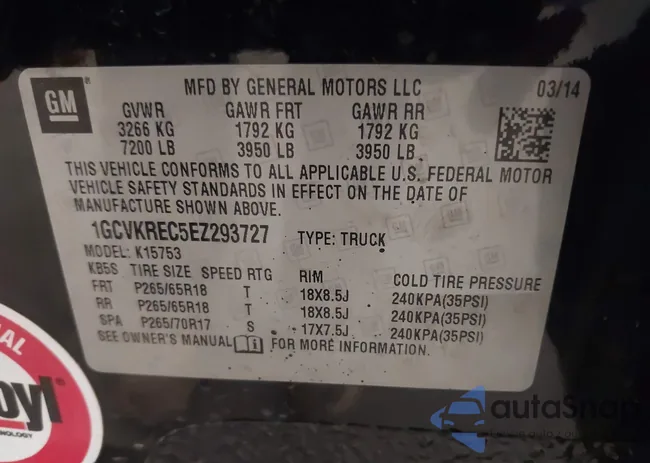 GM
MFD BY GENERAL MOTORS LLC 03/14
GVWR GAWR FRT GAWR RR
3266 KG 1792 KG 1792 KG
7200 LB 3950 LB 3950 LB
THIS VEHICLE CONFORMS TO ALL APPLICABLE U.S. FEDERAL MOTOR
VEHICLE SAFETY STANDARDS IN EFFECT ON THE DATE OF
MANUFACTURE SHOWN ABOVE.
1GCVKREC5EZ293727 TYPE: TRUCK
MODEL: K15753
KB5S TIRE SIZE SPEED RTG RIM COLD TIRE PRESSURE
FRT P265/65R18 T 18X8.5J 240KPA(35PSI)
RR P265/65R18 T 18X8.5J 240KPA(35PSI)
SPA P265/70R17 S 17X7.5J 240KPA(35PSI)
SEE OWNER'S MANUAL i FOR MORE INFORMATION.
autaSnap